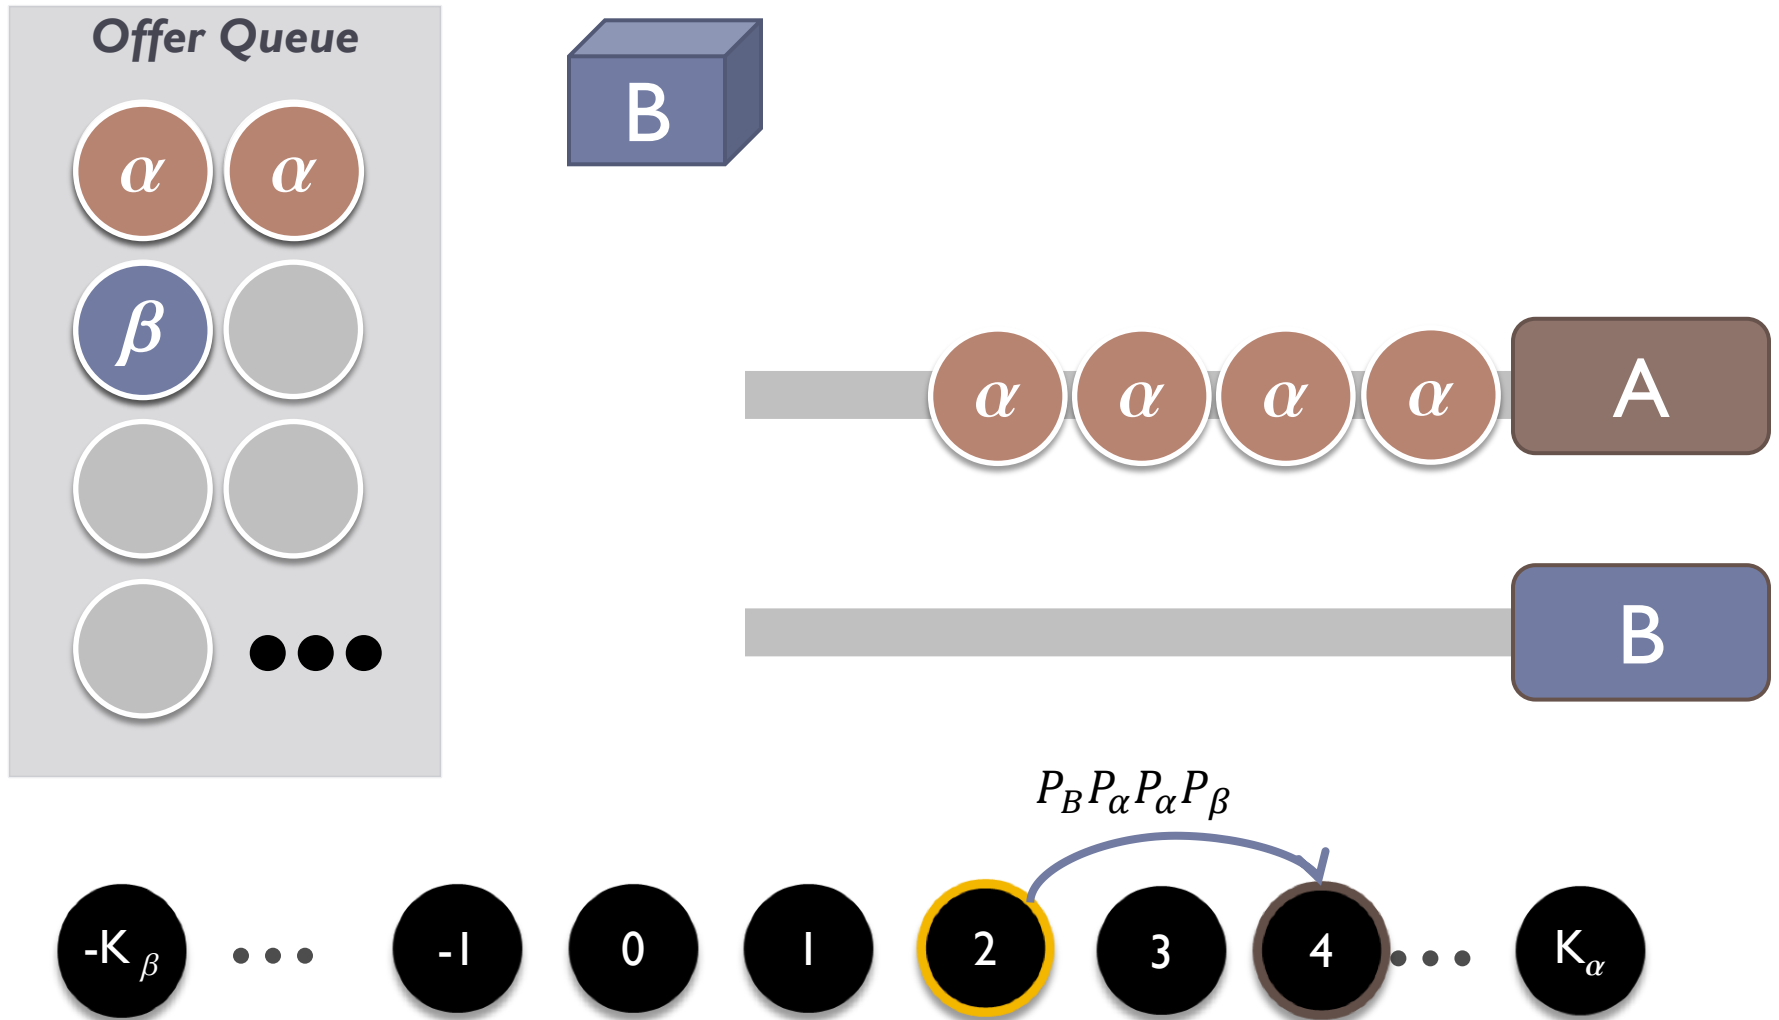 Offer Queue
B
α α
β
α α α α A
B
P_B P_α P_α P_β
-K_β ••• -1 0 1 2 3 4 ••• K_α